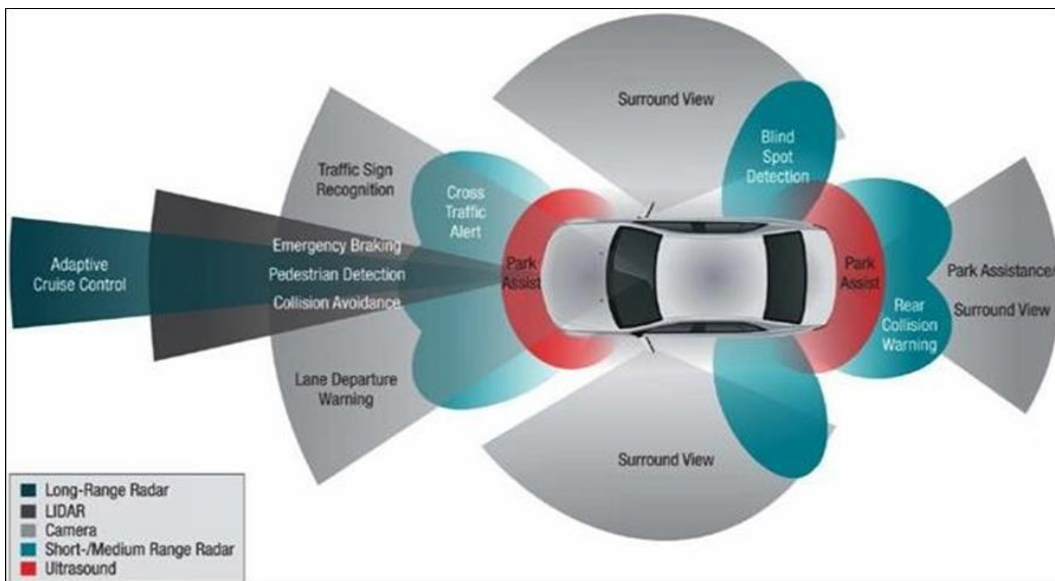 Surround View
Blind
Spot
Detection
Traffic Sign
Recognition
Cross
Traffic
Alert
Emergency Braking
Adaptive
Cruise Control
Pedestrian Detection
Collision Avoidance
Park
Assist
Park
Assist
Park Assistance
Surround View
Rear
Collision
Warning
Lane Departure
Warning
Surround View
Long-Range Radar
LIDAR
Camera
Short-/Medium Range Radar
Ultrasound